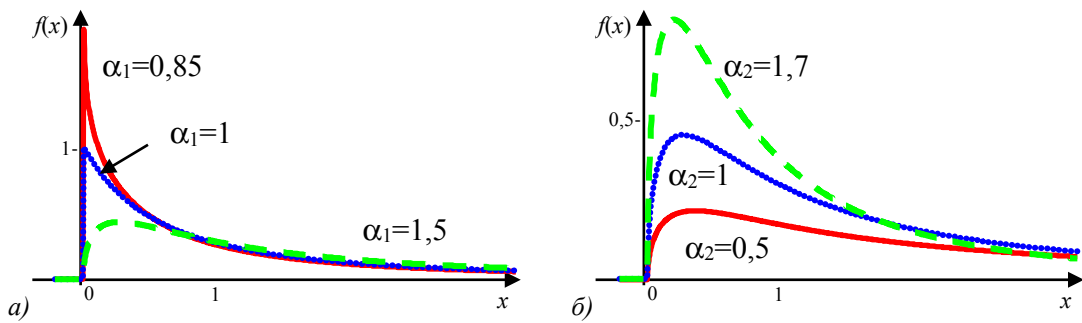 f(x)
α₁=0,85
α₁=1
1-
α₁=1,5
0
1
x
а)
f(x)
α₂=1,7
0,5-
α₂=1
α₂=0,5
0
1
x
б)